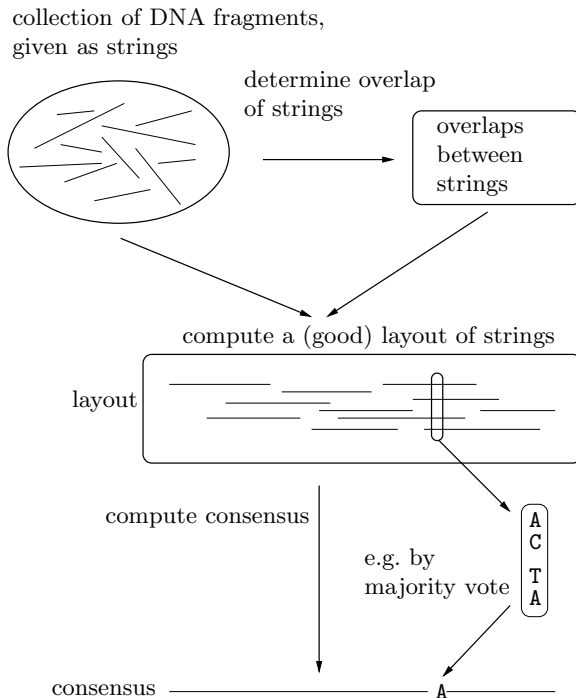 collection of DNA fragments,
given as strings
determine overlap
of strings
overlaps
between
strings
compute a (good) layout of strings
layout
compute consensus
A
C
T
A
e.g. by
majority vote
consensus
A